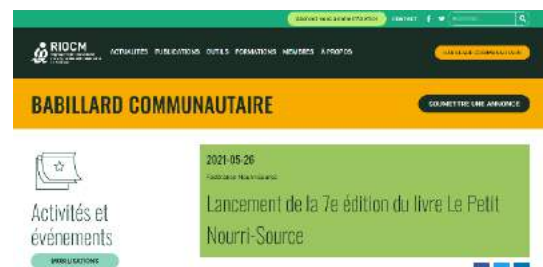 CONTACT
RIOCM
ACTUALITÉS PUBLICATIONS OUTILS FORMATIONS MEMBRES À PROPOS
BABILLARD COMMUNAUTAIRE
SOUMETTRE UNE ANNONCE
2021-05-26
Activités et
événements
MOBILISATIONS
Lancement de la 7e édition du livre Le Petit
Nourri-Source